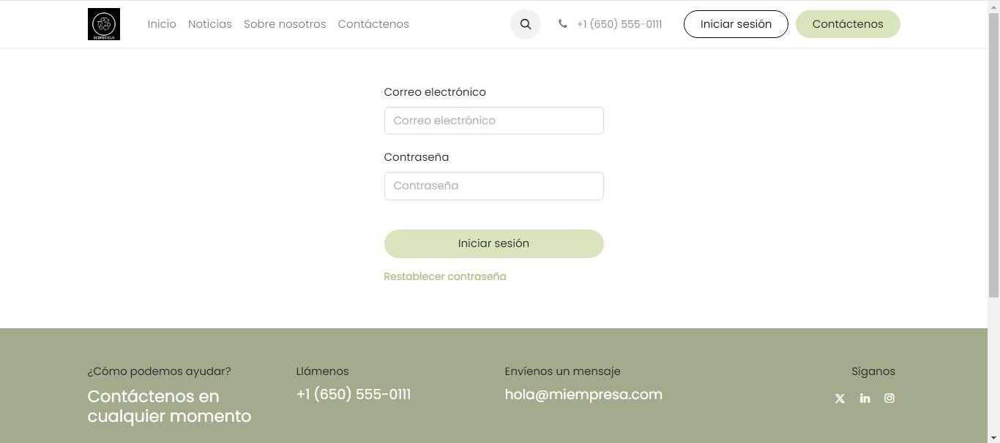 ECORECICLA
Inicio Noticias Sobre nosotros Contáctenos +1 (650) 555-0111 Iniciar sesión Contáctenos
Correo electrónico
Correo electrónico
Contraseña
Contraseña
Iniciar sesión
Restablecer contraseña
¿Cómo podemos ayudar?
Contáctenos en
cualquier momento
Llámenos
+1 (650) 555-0111
Envíenos un mensaje
hola@miempresa.com
Síganos